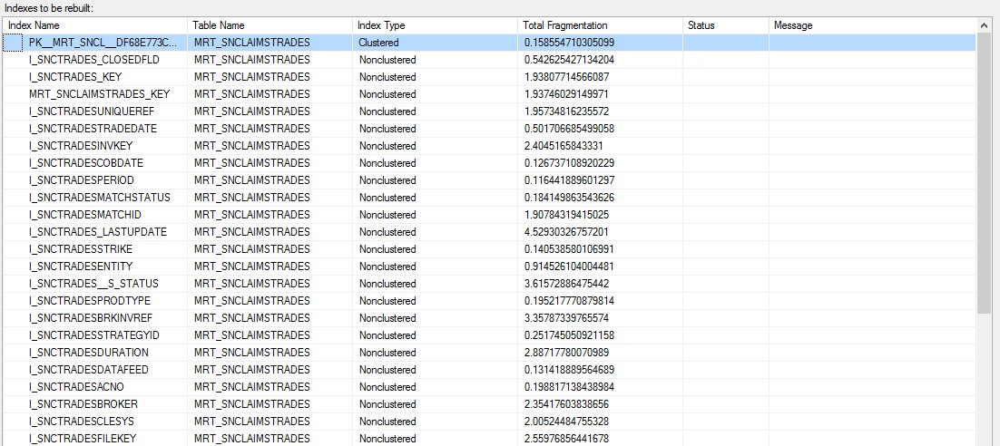 Indexes to be rebuilt:
Index Name Table Name Index Type Total Fragmentation Status Message
PK__MRT_SNCL__DF68E773C... MRT_SNCLAIMSTRADES Clustered 0.158554710305099
I_SNCTRADES_CLOSEDFLD MRT_SNCLAIMSTRADES Nonclustered 0.542625427134204
I_SNCTRADES_KEY MRT_SNCLAIMSTRADES Nonclustered 1.93807714566087
MRT_SNCLAIMSTRADES_KEY MRT_SNCLAIMSTRADES Nonclustered 1.93746029149971
I_SNCTRADESUNIQUEREF MRT_SNCLAIMSTRADES Nonclustered 1.95734816235572
I_SNCTRADESTRADEDATE MRT_SNCLAIMSTRADES Nonclustered 0.501706685499058
I_SNCTRADESINVKEY MRT_SNCLAIMSTRADES Nonclustered 2.4045165843331
I_SNCTRADESCOBDATE MRT_SNCLAIMSTRADES Nonclustered 0.126737108920229
I_SNCTRADESPERIOD MRT_SNCLAIMSTRADES Nonclustered 0.116441889601297
I_SNCTRADESMATCHSTATUS MRT_SNCLAIMSTRADES Nonclustered 0.184149863543626
I_SNCTRADESMATCHID MRT_SNCLAIMSTRADES Nonclustered 1.90784319415025
I_SNCTRADES_LASTUPDATE MRT_SNCLAIMSTRADES Nonclustered 4.52930326757201
I_SNCTRADESSTRIKE MRT_SNCLAIMSTRADES Nonclustered 0.140538580106991
I_SNCTRADESENTITY MRT_SNCLAIMSTRADES Nonclustered 0.914526104004481
I_SNCTRADES__S_STATUS MRT_SNCLAIMSTRADES Nonclustered 3.61572886475442
I_SNCTRADESPRODTYPE MRT_SNCLAIMSTRADES Nonclustered 0.195217770879814
I_SNCTRADESBRKINVREF MRT_SNCLAIMSTRADES Nonclustered 3.35787339765574
I_SNCTRADESSTRATEGYID MRT_SNCLAIMSTRADES Nonclustered 0.251745050921158
I_SNCTRADESDURATION MRT_SNCLAIMSTRADES Nonclustered 2.88717780070989
I_SNCTRADESDATAFEED MRT_SNCLAIMSTRADES Nonclustered 0.131418889564689
I_SNCTRADESACNO MRT_SNCLAIMSTRADES Nonclustered 0.198817138438984
I_SNCTRADESBROKER MRT_SNCLAIMSTRADES Nonclustered 2.35417603838656
I_SNCTRADESCLESYS MRT_SNCLAIMSTRADES Nonclustered 2.00524484755328
I_SNCTRADESFILEKEY MRT_SNCLAIMSTRADES Nonclustered 2.55976856441678